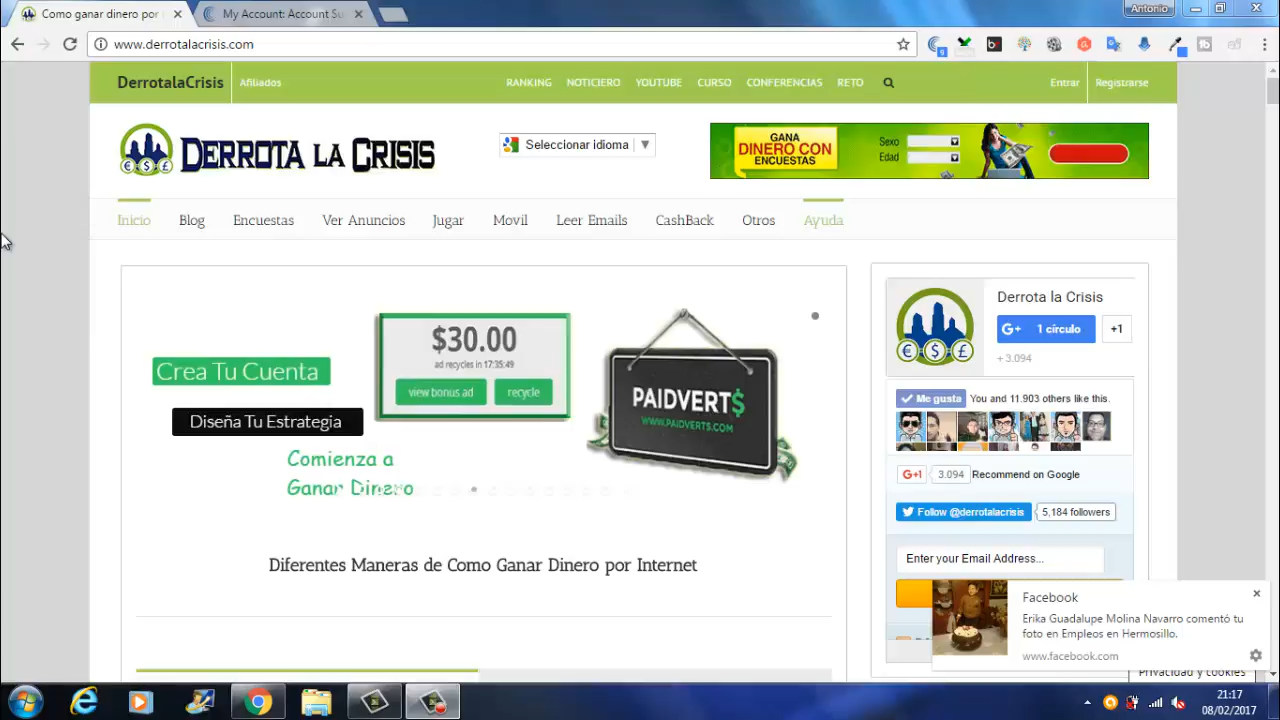 Como ganar dinero por
My Account: Account Su
Antonio
www.derrotalacrisis.com
DerrotalaCrisis
Afiliados
RANKING
NOTICIERO
YOUTUBE
CURSO
CONFERENCIAS
RETO
Entrar
Registrarse
DERROTA LA CRISIS
Seleccionar idioma
GANA
DINERO CON
ENCUESTAS
Sexo
Edad
Inicio
Blog
Encuestas
Ver Anuncios
Jugar
Movil
Leer Emails
CashBack
Otros
Ayuda
Crea Tu Cuenta
Diseña Tu Estrategia
Comienza a
Ganar Dinero
$30.00
ad recycles in 17:35:49
view bonus ad
recycle
PAIDVERT$
WWW.PAIDVERTS.COM
Diferentes Maneras de Como Ganar Dinero por Internet
Derrota la Crisis
G+ 1 círculo
+1
+ 3.094
Me gusta
You and 11.903 others like this.
G+1
3.094
Recommend on Google
Follow @derrotalacrisis
5,184 followers
Enter your Email Address...
Facebook
Erika Guadalupe Molina Navarro comentó tu
foto en Empleos en Hermosillo.
www.facebook.com
Privacidad y cookies
21:17
08/02/2017